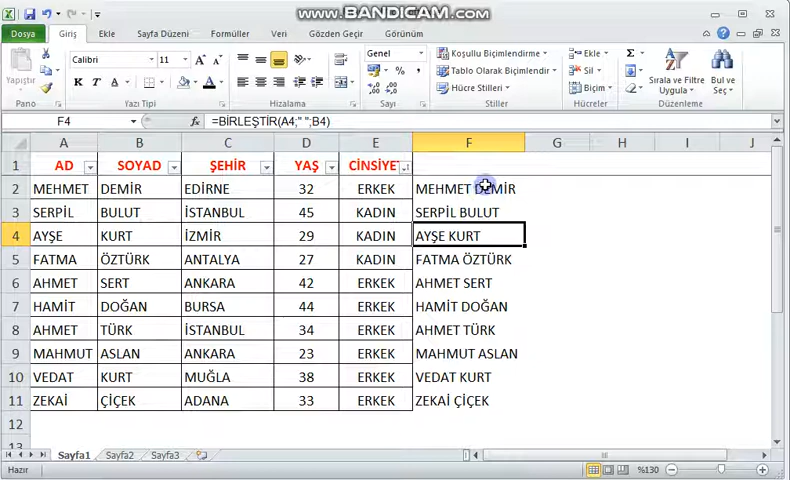 www.BANDICAM.com
Dosya Giriş Ekle Sayfa Düzeni Formüller Veri Gözden Geçir Görünüm
Calibri 11 Genel Koşullu Biçimlendirme Ekle Σ
Yapıştır K T A % Tablo Olarak Biçimlendir Sil Sırala ve Filtre Uygula Bul ve Seç
Hücre Stilleri Biçim
Pano Yazı Tipi Hizalama Sayı Stiller Hücreler Düzenleme
F4 fx =BİRLEŞTİR(A4;" ";B4)
A B C D E F G H I J
1 AD SOYAD ŞEHİR YAŞ CİNSİYET
2 MEHMET DEMİR EDİRNE 32 ERKEK MEHMET DEMİR
3 SERPİL BULUT İSTANBUL 45 KADIN SERPİL BULUT
4 AYŞE KURT İZMİR 29 KADIN AYŞE KURT
5 FATMA ÖZTÜRK ANTALYA 27 KADIN FATMA ÖZTÜRK
6 AHMET SERT ANKARA 42 ERKEK AHMET SERT
7 HAMİT DOĞAN BURSA 44 ERKEK HAMİT DOĞAN
8 AHMET TÜRK İSTANBUL 34 ERKEK AHMET TÜRK
9 MAHMUT ASLAN ANKARA 23 ERKEK MAHMUT ASLAN
10 VEDAT KURT MUĞLA 38 ERKEK VEDAT KURT
11 ZEKAİ ÇİÇEK ADANA 33 ERKEK ZEKAİ ÇİÇEK
12
13
Sayfa1 Sayfa2 Sayfa3
Hazır %130